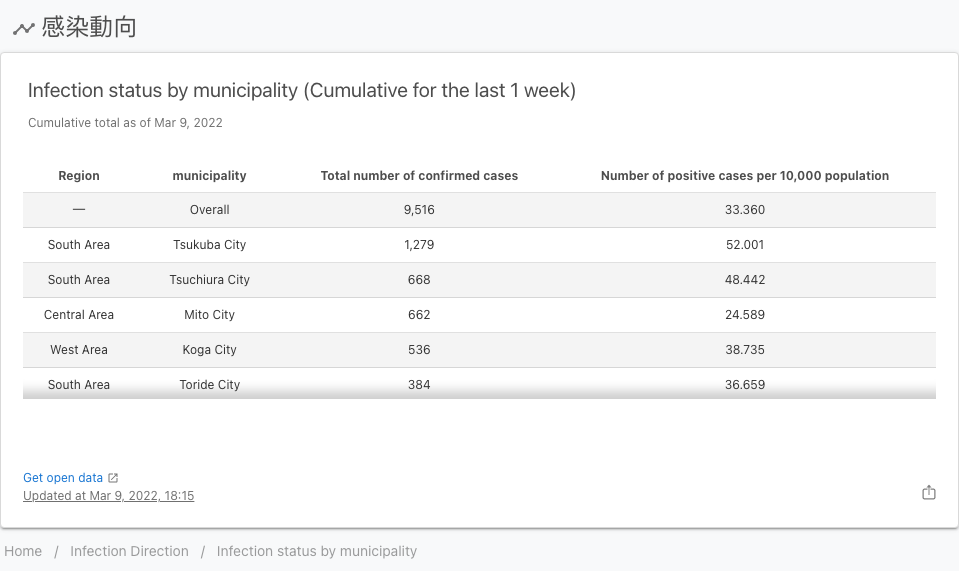 感染動向
Infection status by municipality (Cumulative for the last 1 week)
Cumulative total as of Mar 9, 2022
Region municipality Total number of confirmed cases Number of positive cases per 10,000 population
— Overall 9,516 33.360
South Area Tsukuba City 1,279 52.001
South Area Tsuchiura City 668 48.442
Central Area Mito City 662 24.589
West Area Koga City 536 38.735
South Area Toride City 384 36.659
Get open data
Updated at Mar 9, 2022, 18:15
Home / Infection Direction / Infection status by municipality